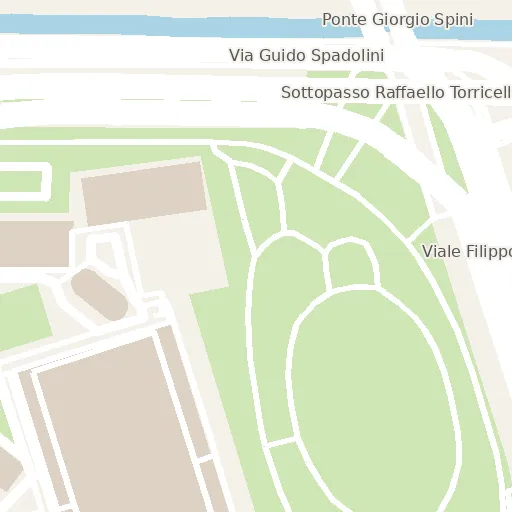 Ponte Giorgio Spini
Via Guido Spadolini
Sottopasso Raffaello Torricell
Viale Filippo